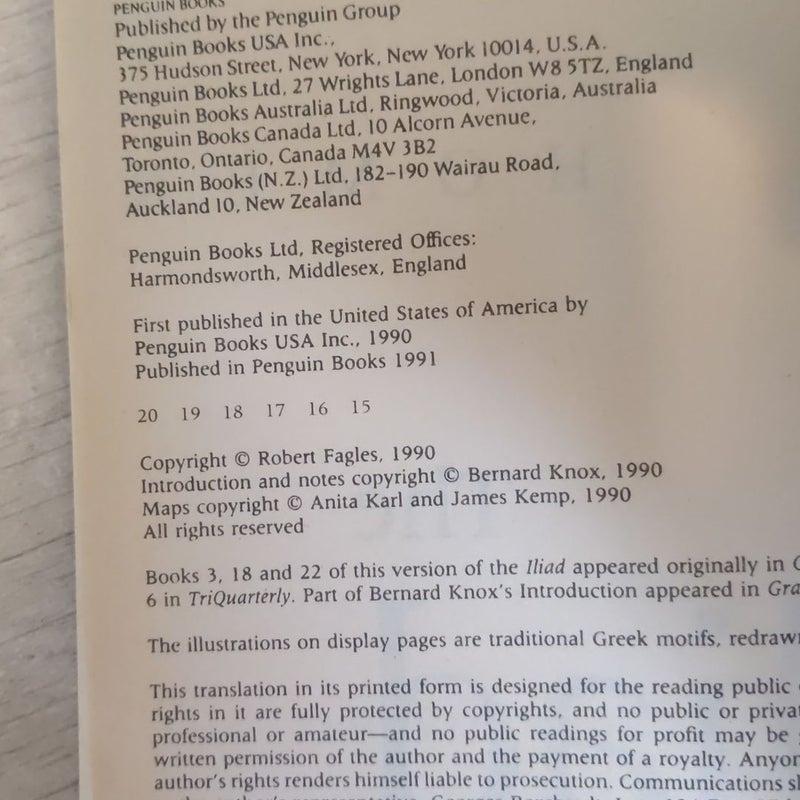 PENGUIN BOOKS
Published by the Penguin Group
Penguin Books USA Inc.,
375 Hudson Street, New York, New York 10014, U.S.A.
Penguin Books Ltd, 27 Wrights Lane, London W8 5TZ, England
Penguin Books Australia Ltd, Ringwood, Victoria, Australia
Penguin Books Canada Ltd, 10 Alcorn Avenue,
Toronto, Ontario, Canada M4V 3B2
Penguin Books (N.Z.) Ltd, 182–190 Wairau Road,
Auckland 10, New Zealand
Penguin Books Ltd, Registered Offices:
Harmondsworth, Middlesex, England
First published in the United States of America by
Penguin Books USA Inc., 1990
Published in Penguin Books 1991
20 19 18 17 16 15
Copyright © Robert Fagles, 1990
Introduction and notes copyright © Bernard Knox, 1990
Maps copyright © Anita Karl and James Kemp, 1990
All rights reserved
Books 3, 18 and 22 of this version of the Iliad appeared originally in
6 in TriQuarterly. Part of Bernard Knox's Introduction appeared in Gra
The illustrations on display pages are traditional Greek motifs, redraw
This translation in its printed form is designed for the reading public
rights in it are fully protected by copyrights, and no public or priva
professional or amateur—and no public readings for profit may be
written permission of the author and the payment of a royalty. Anyon
author's rights renders himself liable to prosecution. Communications s